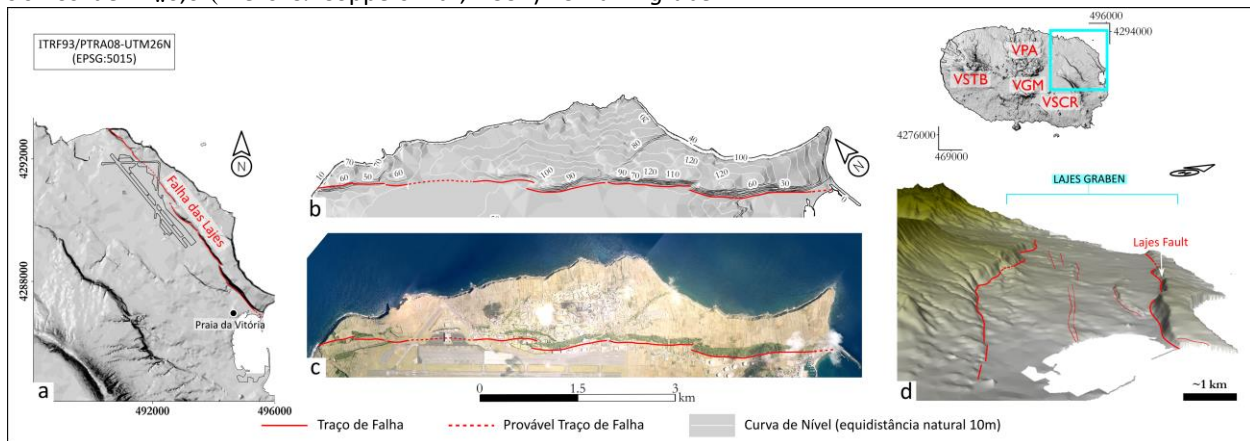 ITRF93/PTRA08-UTM26N
(EPSG:5015)
4292000
4288000
492000
496000
N
Falha das Lajes
Praia da Vitória
a
10
70
60
50
70
60
100
90
90
70
120
110
80
50
120
120
40
100
60
30
0
N
b
c
0
1.5
3
km
496000
4294000
VPA
VSTB
VGM
VSCR
4276000
469000
LAJES GRABEN
Lajes Fault
d
~1 km
Traço de Falha
Provável Traço de Falha
Curva de Nível (equidistância natural 10m)